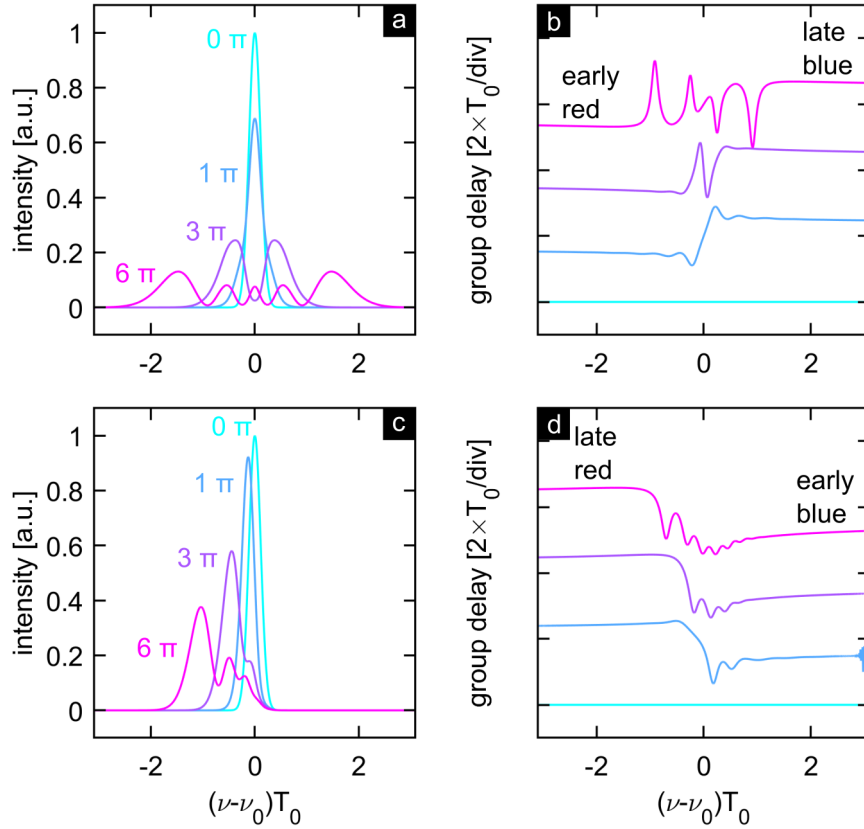 a
intensity [a.u.]
1
0.8
0.6
0.4
0.2
0
0 π
1 π
3 π
6 π
-2
0
2
b
group delay [2×T₀/div]
early
red
late
blue
-2
0
2
c
intensity [a.u.]
1
0.8
0.6
0.4
0.2
0
0 π
1 π
3 π
6 π
-2
0
2
(ν-ν₀)T₀
d
group delay [2×T₀/div]
late
red
early
blue
-2
0
2
(ν-ν₀)T₀